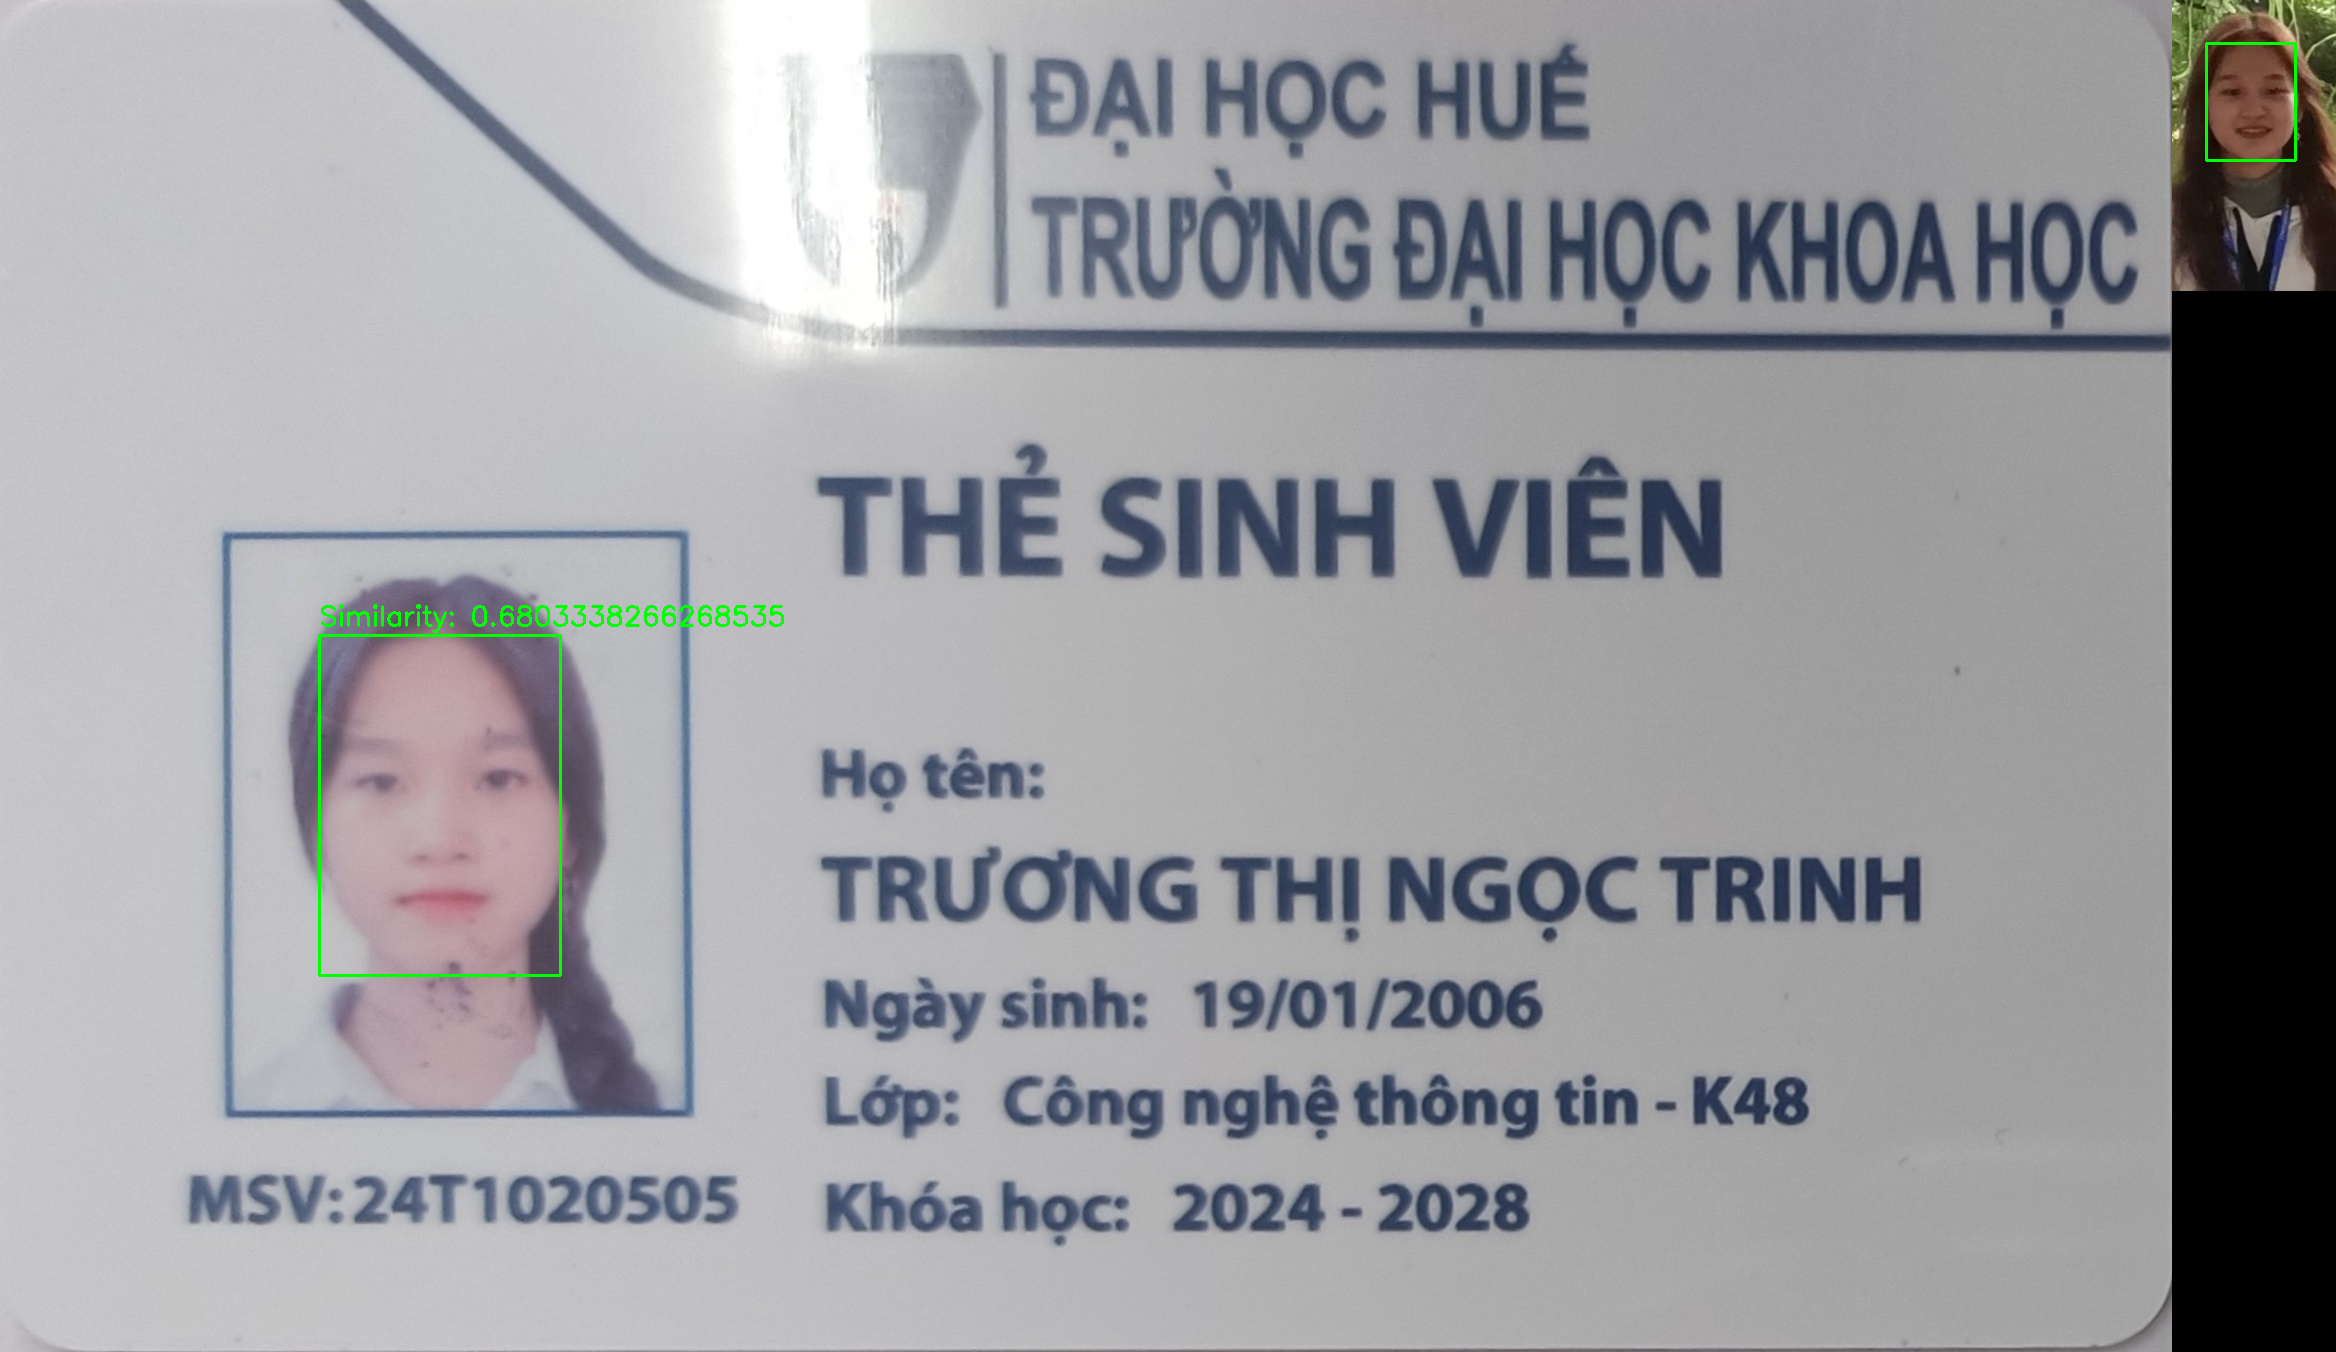 ĐẠI HỌC HUẾ
TRƯỜNG ĐẠI HỌC KHOA HỌC
THẺ SINH VIÊN
Similarity: 0.6803338266268535
Họ tên:
TRƯƠNG THỊ NGỌC TRINH
Ngày sinh: 19/01/2006
Lớp: Công nghệ thông tin - K48
MSV:24T1020505
Khóa học: 2024 - 2028